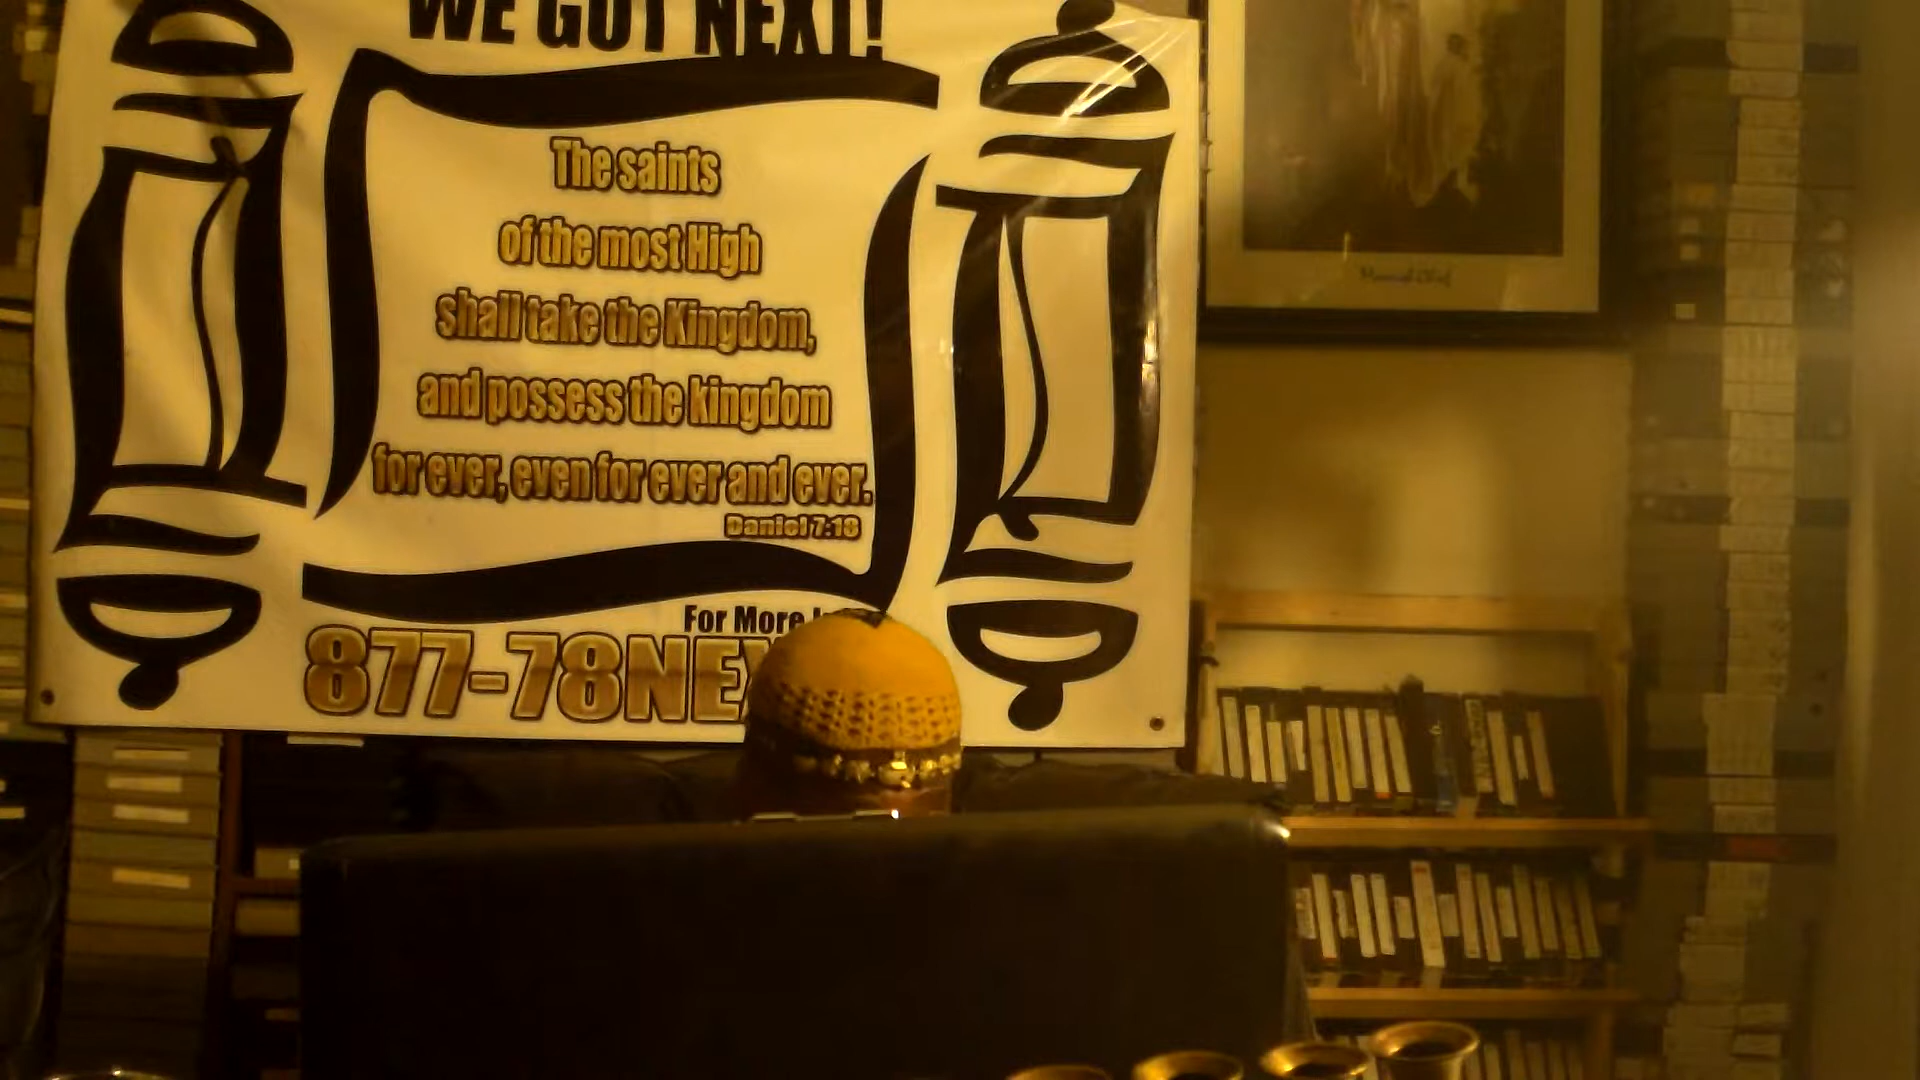 WE GOT NEXT!
The saints
of the most High
shall take the Kingdom,
and possess the kingdom
for ever, even for ever and ever.
Daniel 7:18
For More
877-78NEX